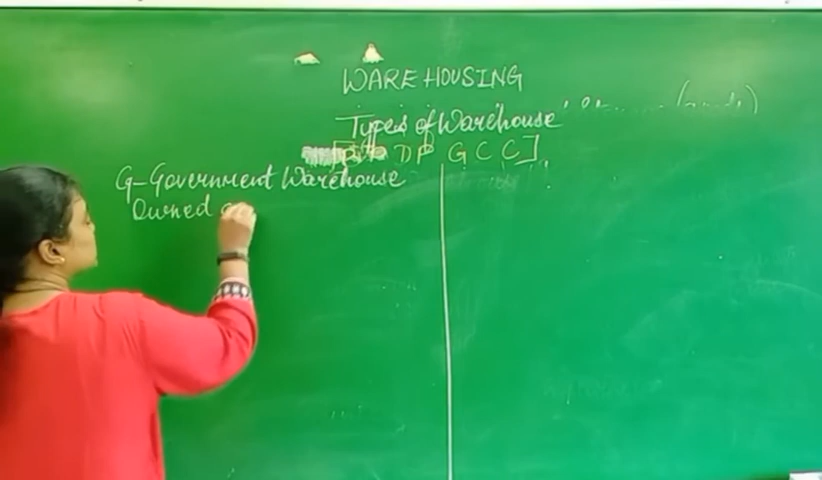 WAREHOUSING
Types of Warehouse
D P G C C]
G-Government Warehouse
Owned